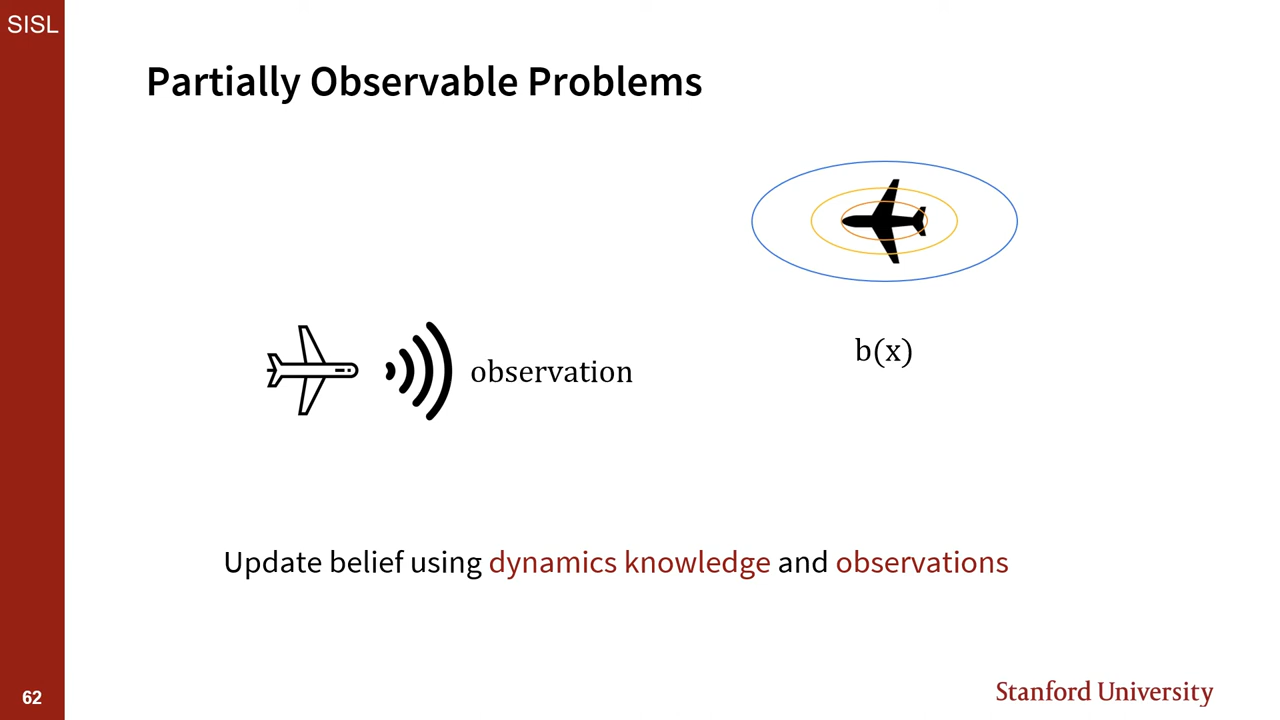 SISL
Partially Observable Problems
observation
b(x)
Update belief using dynamics knowledge and observations
62
Stanford University